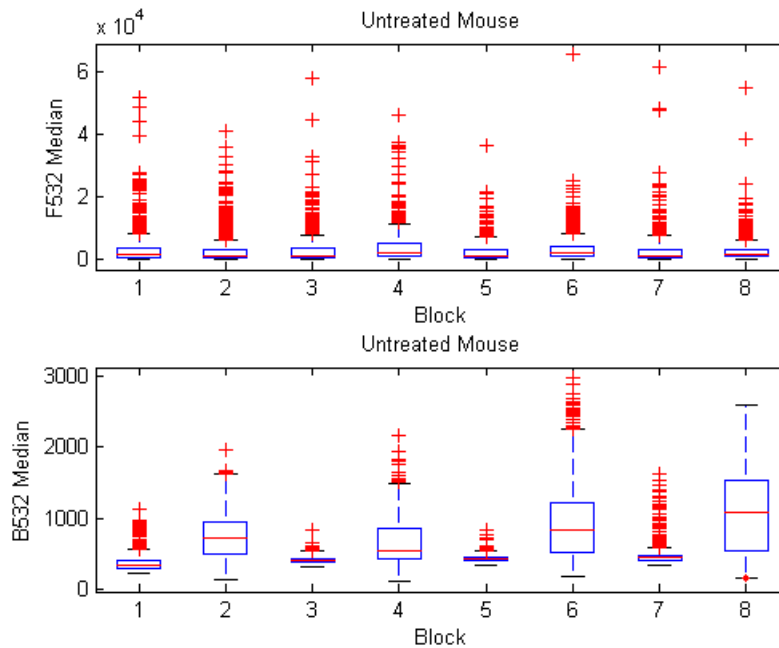 x 10^4
Untreated Mouse
6
4
2
0
F532 Median
1 2 3 4 5 6 7 8
Block
Untreated Mouse
3000
2000
1000
0
B532 Median
1 2 3 4 5 6 7 8
Block